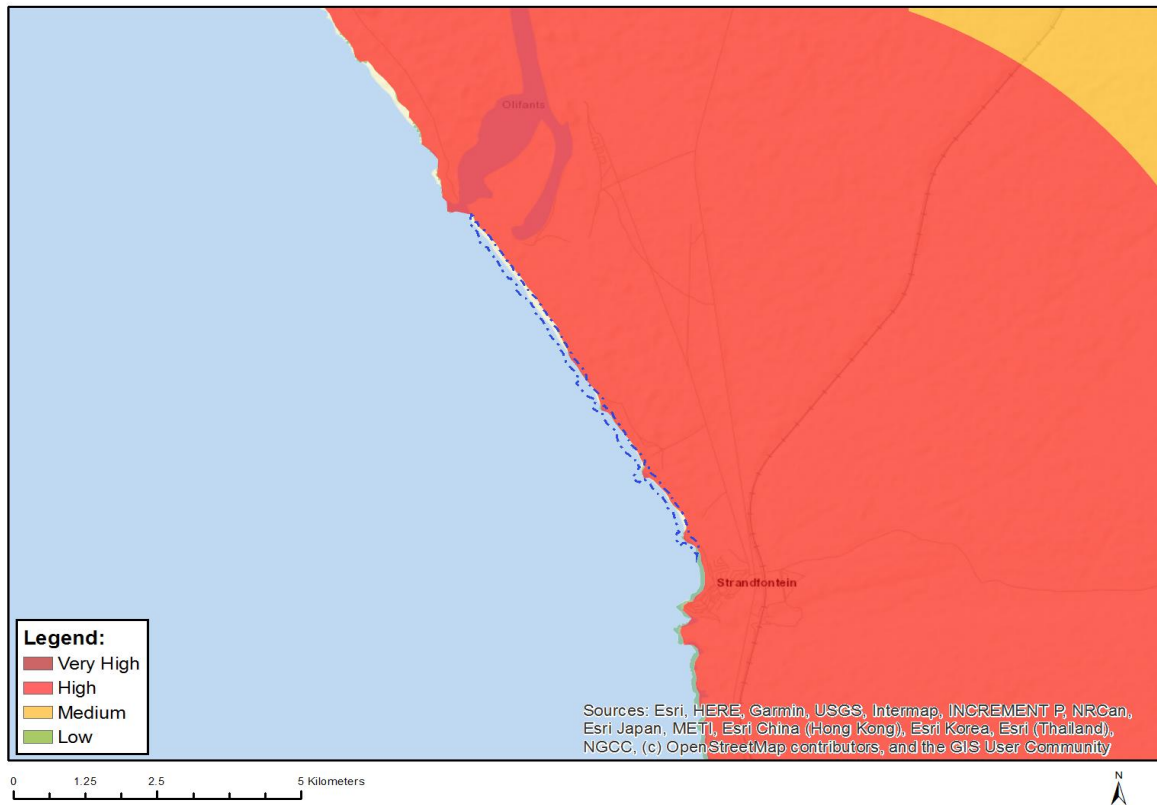 Olifants
Strandfontein
Legend:
Very High
High
Medium
Low
Sources: Esri, HERE, Garmin, USGS, Intermap, INCREMENT P, NRCan,
Esri Japan, METI, Esri China (Hong Kong), Esri Korea, Esri (Thailand),
NGCC, (c) OpenStreetMap contributors, and the GIS User Community
0 1.25 2.5 5 Kilometers
N